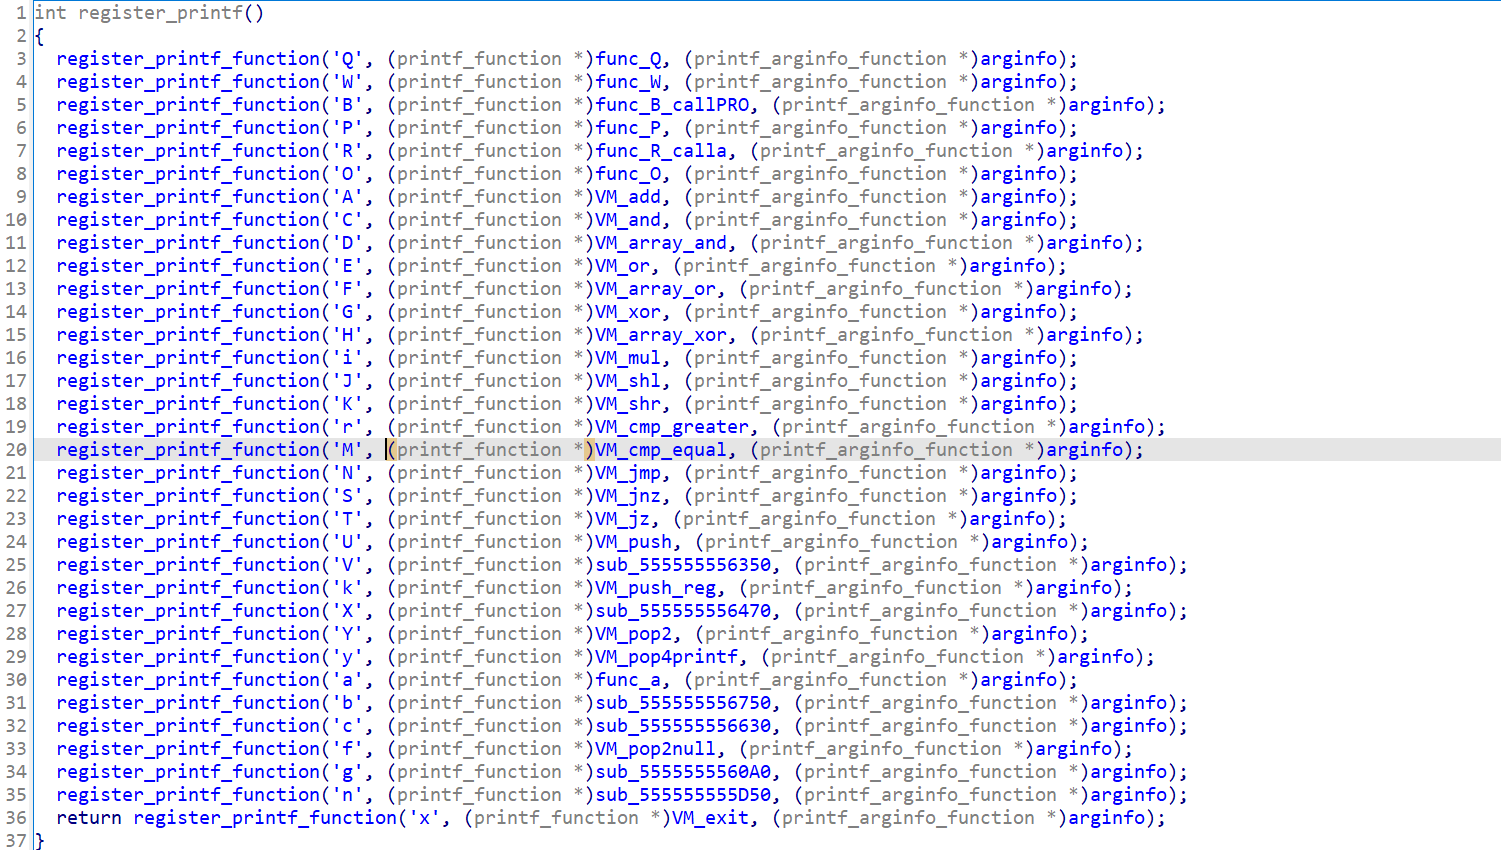 1 int register_printf()
2 {
3 register_printf_function('Q', (printf_function *)func_Q, (printf_arginfo_function *)arginfo);
4 register_printf_function('W', (printf_function *)func_W, (printf_arginfo_function *)arginfo);
5 register_printf_function('B', (printf_function *)func_B_callPRO, (printf_arginfo_function *)arginfo);
6 register_printf_function('P', (printf_function *)func_P, (printf_arginfo_function *)arginfo);
7 register_printf_function('R', (printf_function *)func_R_calla, (printf_arginfo_function *)arginfo);
8 register_printf_function('O', (printf_function *)func_O, (printf_arginfo_function *)arginfo);
9 register_printf_function('A', (printf_function *)VM_add, (printf_arginfo_function *)arginfo);
10 register_printf_function('C', (printf_function *)VM_and, (printf_arginfo_function *)arginfo);
11 register_printf_function('D', (printf_function *)VM_array_and, (printf_arginfo_function *)arginfo);
12 register_printf_function('E', (printf_function *)VM_or, (printf_arginfo_function *)arginfo);
13 register_printf_function('F', (printf_function *)VM_array_or, (printf_arginfo_function *)arginfo);
14 register_printf_function('G', (printf_function *)VM_xor, (printf_arginfo_function *)arginfo);
15 register_printf_function('H', (printf_function *)VM_array_xor, (printf_arginfo_function *)arginfo);
16 register_printf_function('i', (printf_function *)VM_mul, (printf_arginfo_function *)arginfo);
17 register_printf_function('J', (printf_function *)VM_shl, (printf_arginfo_function *)arginfo);
18 register_printf_function('K', (printf_function *)VM_shr, (printf_arginfo_function *)arginfo);
19 register_printf_function('r', (printf_function *)VM_cmp_greater, (printf_arginfo_function *)arginfo);
20 register_printf_function('M', (printf_function *)VM_cmp_equal, (printf_arginfo_function *)arginfo);
21 register_printf_function('N', (printf_function *)VM_jmp, (printf_arginfo_function *)arginfo);
22 register_printf_function('S', (printf_function *)VM_jnz, (printf_arginfo_function *)arginfo);
23 register_printf_function('T', (printf_function *)VM_jz, (printf_arginfo_function *)arginfo);
24 register_printf_function('U', (printf_function *)VM_push, (printf_arginfo_function *)arginfo);
25 register_printf_function('V', (printf_function *)sub_555555556350, (printf_arginfo_function *)arginfo);
26 register_printf_function('k', (printf_function *)VM_push_reg, (printf_arginfo_function *)arginfo);
27 register_printf_function('X', (printf_function *)sub_555555556470, (printf_arginfo_function *)arginfo);
28 register_printf_function('Y', (printf_function *)VM_pop2, (printf_arginfo_function *)arginfo);
29 register_printf_function('y', (printf_function *)VM_pop4printf, (printf_arginfo_function *)arginfo);
30 register_printf_function('a', (printf_function *)func_a, (printf_arginfo_function *)arginfo);
31 register_printf_function('b', (printf_function *)sub_555555556750, (printf_arginfo_function *)arginfo);
32 register_printf_function('c', (printf_function *)sub_555555556630, (printf_arginfo_function *)arginfo);
33 register_printf_function('f', (printf_function *)VM_pop2null, (printf_arginfo_function *)arginfo);
34 register_printf_function('g', (printf_function *)sub_5555555560A0, (printf_arginfo_function *)arginfo);
35 register_printf_function('n', (printf_function *)sub_555555555D50, (printf_arginfo_function *)arginfo);
36 return register_printf_function('x', (printf_function *)VM_exit, (printf_arginfo_function *)arginfo);
37 }